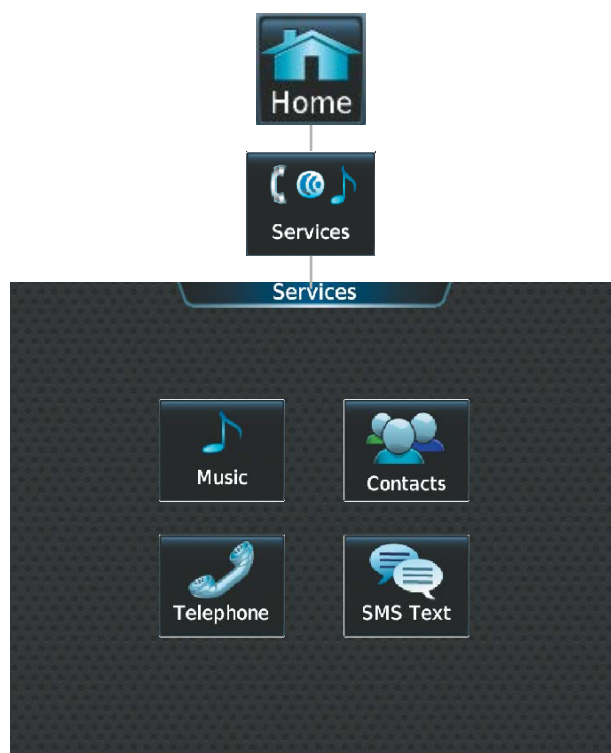 Home
Services
Services
Music
Contacts
Telephone
SMS Text